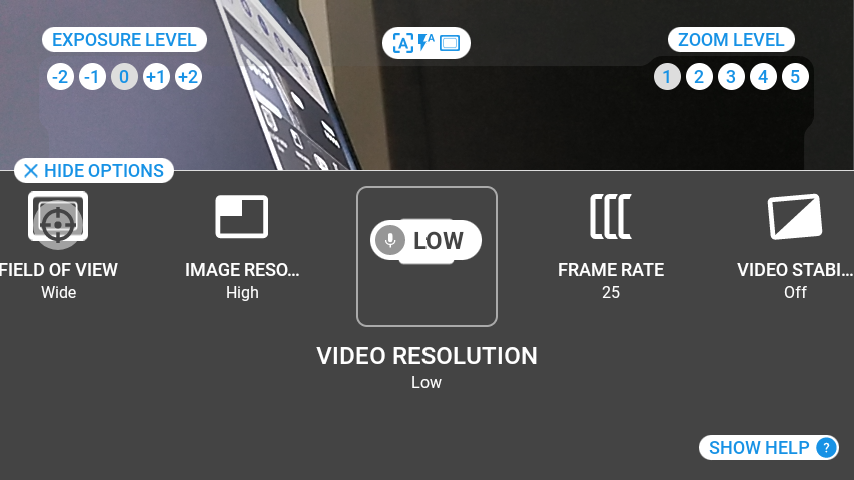 EXPOSURE LEVEL
A
A
ZOOM LEVEL
-2 -1 0 +1 +2
1 2 3 4 5
HIDE OPTIONS
LOW
FIELD OF VIEW
IMAGE RESO...
FRAME RATE
VIDEO STABI...
Wide
High
25
Off
VIDEO RESOLUTION
Low
SHOW HELP ?